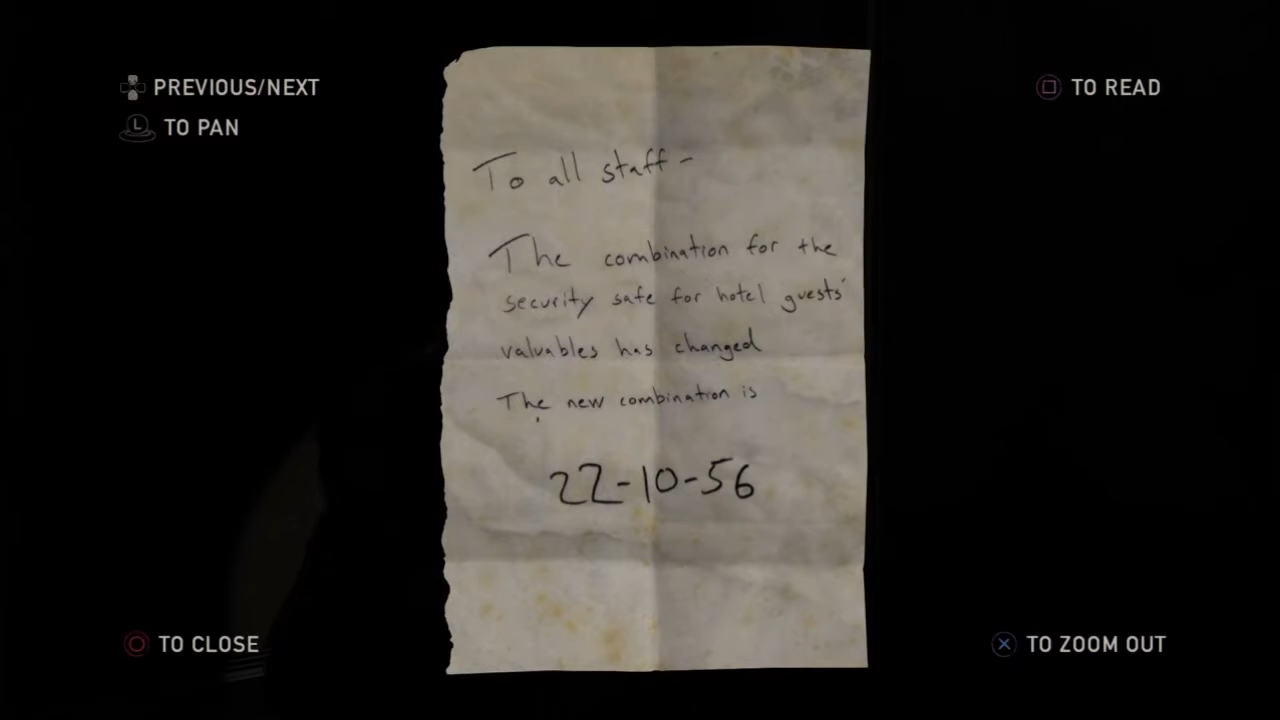 PREVIOUS/NEXT
TO PAN
TO READ
To all staff-
The combination for the
security safe for hotel guests'
valuables has changed
The new combination is
22-10-56
TO CLOSE
TO ZOOM OUT